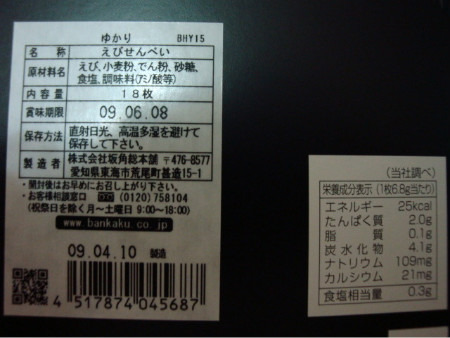 ゆかり BHY15
名称 えびせんべい
原材料名 えび、小麦粉、でん粉、砂糖、
食塩、調味料(アミノ酸等)
内容量 18枚
賞味期限 09.06.08
保存方法 直射日光、高温多湿を避けて
保存して下さい。
製造者 株式会社坂角総本舗 〒476-8577
愛知県東海市荒尾町甚造15-1
・開封後はお早めにお召し上がり下さい。
・お客様相談窓口 (0120)758104
(祝祭日を除く月〜土曜日 9:00〜18:00)
www.bankaku.co.jp
09.04.10 製造
4 517874 045687
(当社調べ)
栄養成分表示(1枚6.8g当たり)
エネルギー 25kcal
たんぱく質 2.0g
脂質 0.1g
炭水化物 4.1g
ナトリウム 109mg
カルシウム 21mg
食塩相当量 0.3g